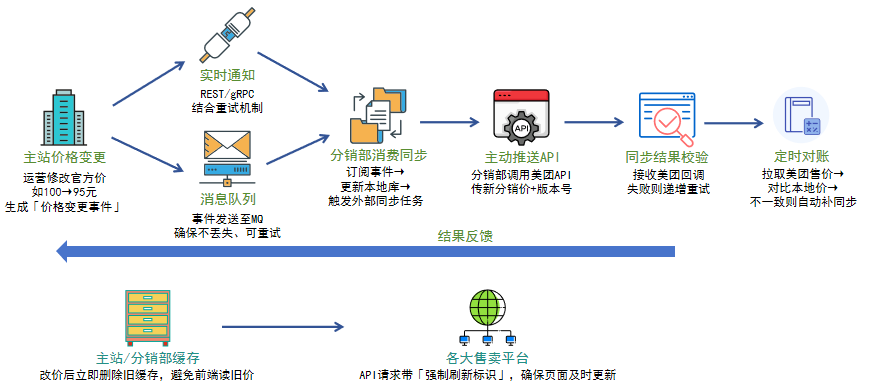 实时通知
REST/gRPC
结合重试机制
主站价格变更
运营修改官方价
如100→95元
生成「价格变更事件」
消息队列
事件发送至MQ
确保不丢失、可重试
分销部消费同步
订阅事件→
更新本地库→
触发外部同步任务
API
主动推送API
分销部调用美团API
传新分销价+版本号
同步结果校验
接收美团回调
失败则递增重试
定时对账
拉取美团售价→
对比本地价→
不一致则自动补同步
结果反馈
主站/分销部缓存
改价后立即删除旧缓存，避免前端读旧价
各大售卖平台
API请求带「强制刷新标识」，确保页面及时更新